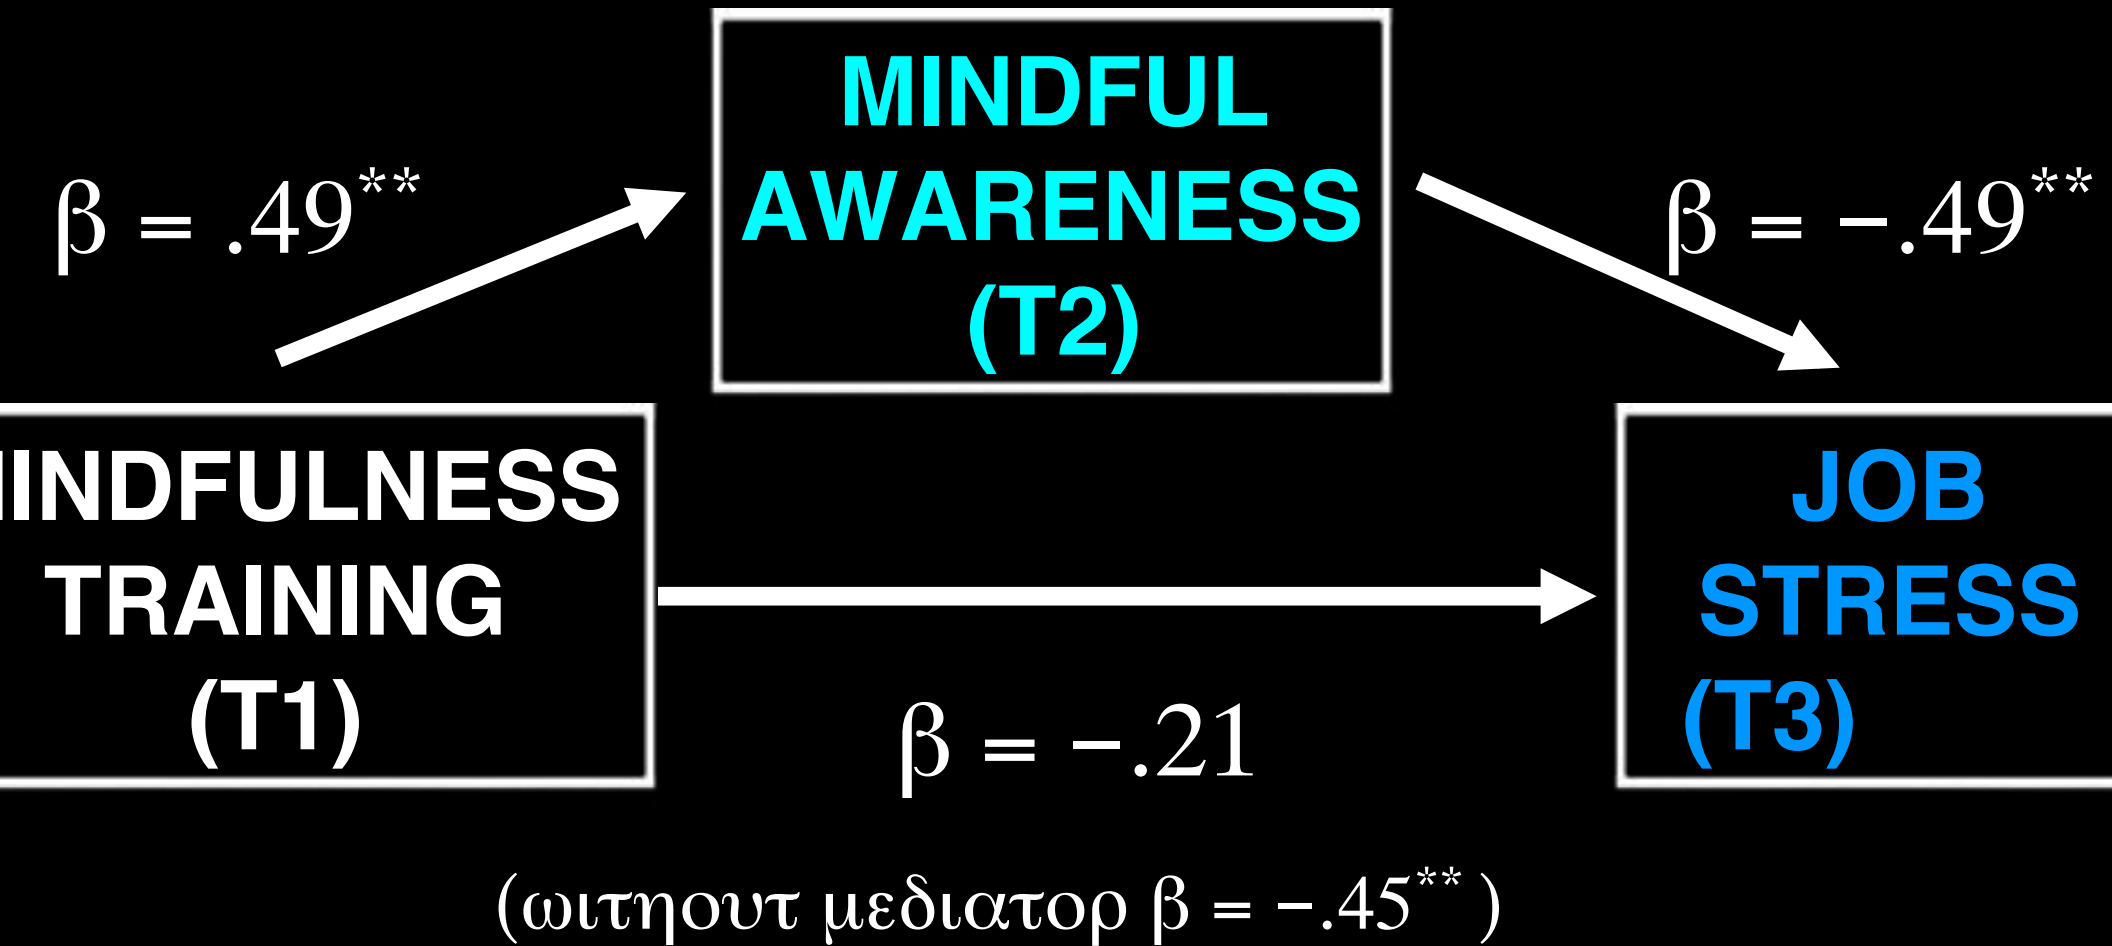 MINDFUL
AWARENESS
(T2)
β = .49**
β = −.49**
INDFULNESS
TRAINING
(T1)
JOB
STRESS
(T3)
β = −.21
(ωιτηουτ μεδιατορ β = −.45** )